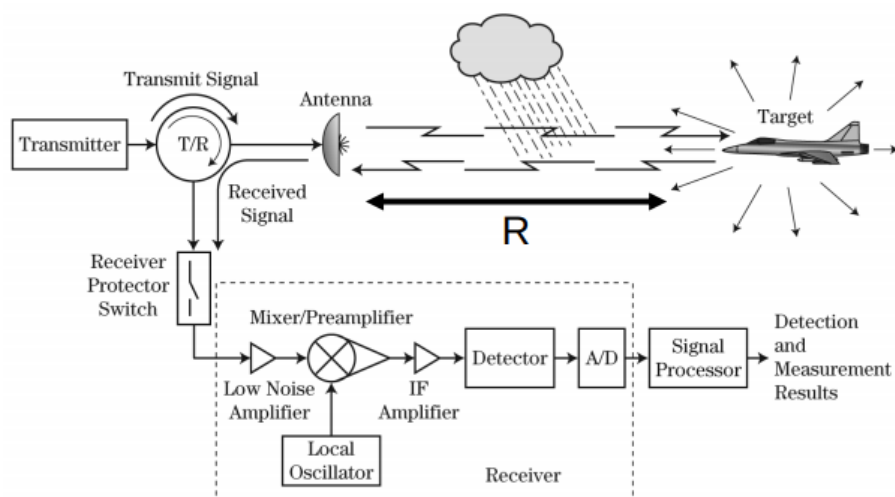 Transmit Signal
Antenna
Target
Transmitter
T/R
Received
Signal
R
Receiver
Protector
Switch
Mixer/Preamplifier
Detector
A/D
Signal
Processor
Detection
and
Measurement
Results
Low Noise
Amplifier
IF
Amplifier
Local
Oscillator
Receiver